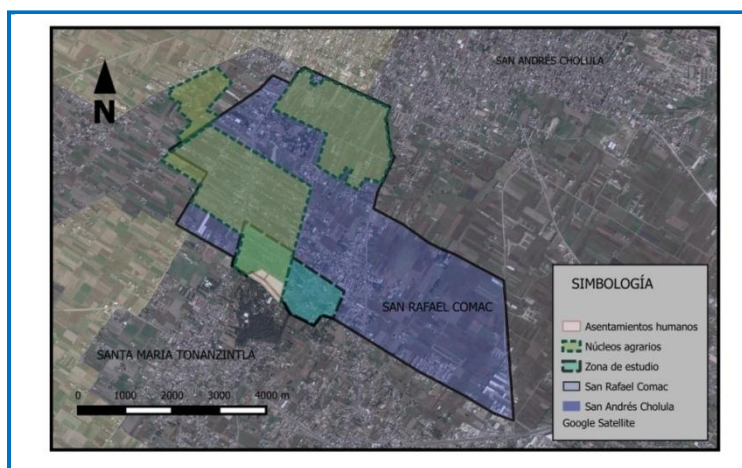 SAN ANDRÉS CHOLULA
N
SAN RAFAEL COMAC
SANTA MARIA TONANZINTLA
0 1000 2000 3000 4000 m
SIMBOLOGÍA
Asentamientos humanos
Núcleos agrarios
Zona de estudio
San Rafael Comac
San Andrés Cholula
Google Satellite